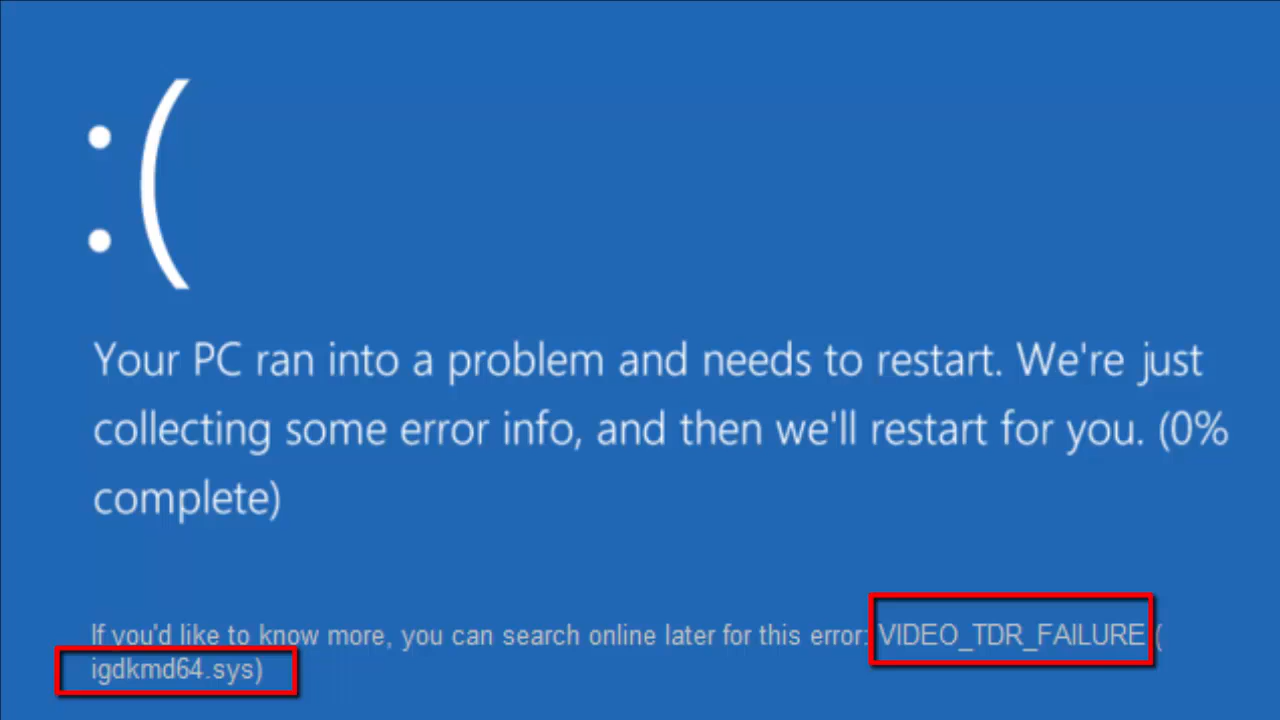 :(
Your PC ran into a problem and needs to restart. We're just
collecting some error info, and then we'll restart for you. (0%
complete)
If you'd like to know more, you can search online later for this error: VIDEO_TDR_FAILURE (
igdkmd64.sys)